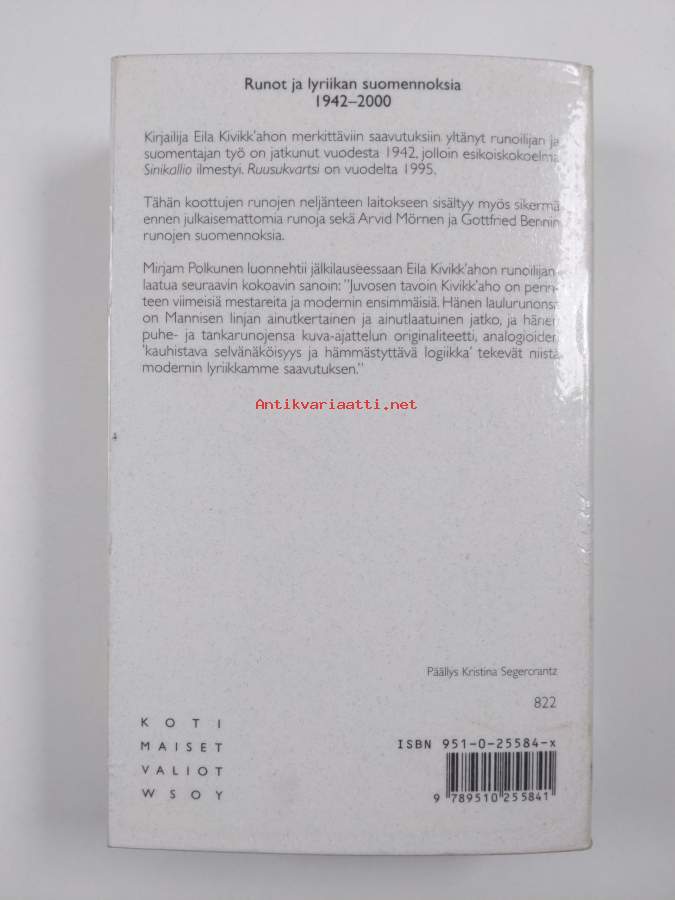 Runot ja lyriikan suomennoksia
1942–2000
Kirjailija Eila Kivikk'ahon merkittäviin saavutuksiin yltänyt runoilijan ja
suomentajan työ on jatkunut vuodesta 1942, jolloin esikoiskokoelma
Sinikallio ilmestyi. Ruusukvartsi on vuodelta 1995.
Tähän koottujen runojen neljänteen laitokseen sisältyy myös sikermä
ennen julkaisemattomia runoja sekä Arvid Mörnen ja Gottfried Bennin
runojen suomennoksia.
Mirjam Polkunen luonnehtii jälkilauseessaan Eila Kivikk'ahon runoilijan-
laatua seuraavin kokoavin sanoin: "Juvosen tavoin Kivikk'aho on perin-
teen viimeisiä mestareita ja modernin ensimmäisiä. Hänen laulurunonsa
on Mannisen linjan ainutkertainen ja ainutlaatuinen jatko, ja hänen
puhe- ja tankarunojensa kuva-ajattelun originaliteetti, analogioiden
'kauhistava selvänäköisyys ja hämmästyttävä logiikka' tekevät niistä
modernin lyriikkamme saavutuksen."
Antikvariaatti.net
Päällys Kristina Segercrantz
822
KOTI
MAISET
VALIOT
WSOY
ISBN 951-0-25584-x
9 789510 255841